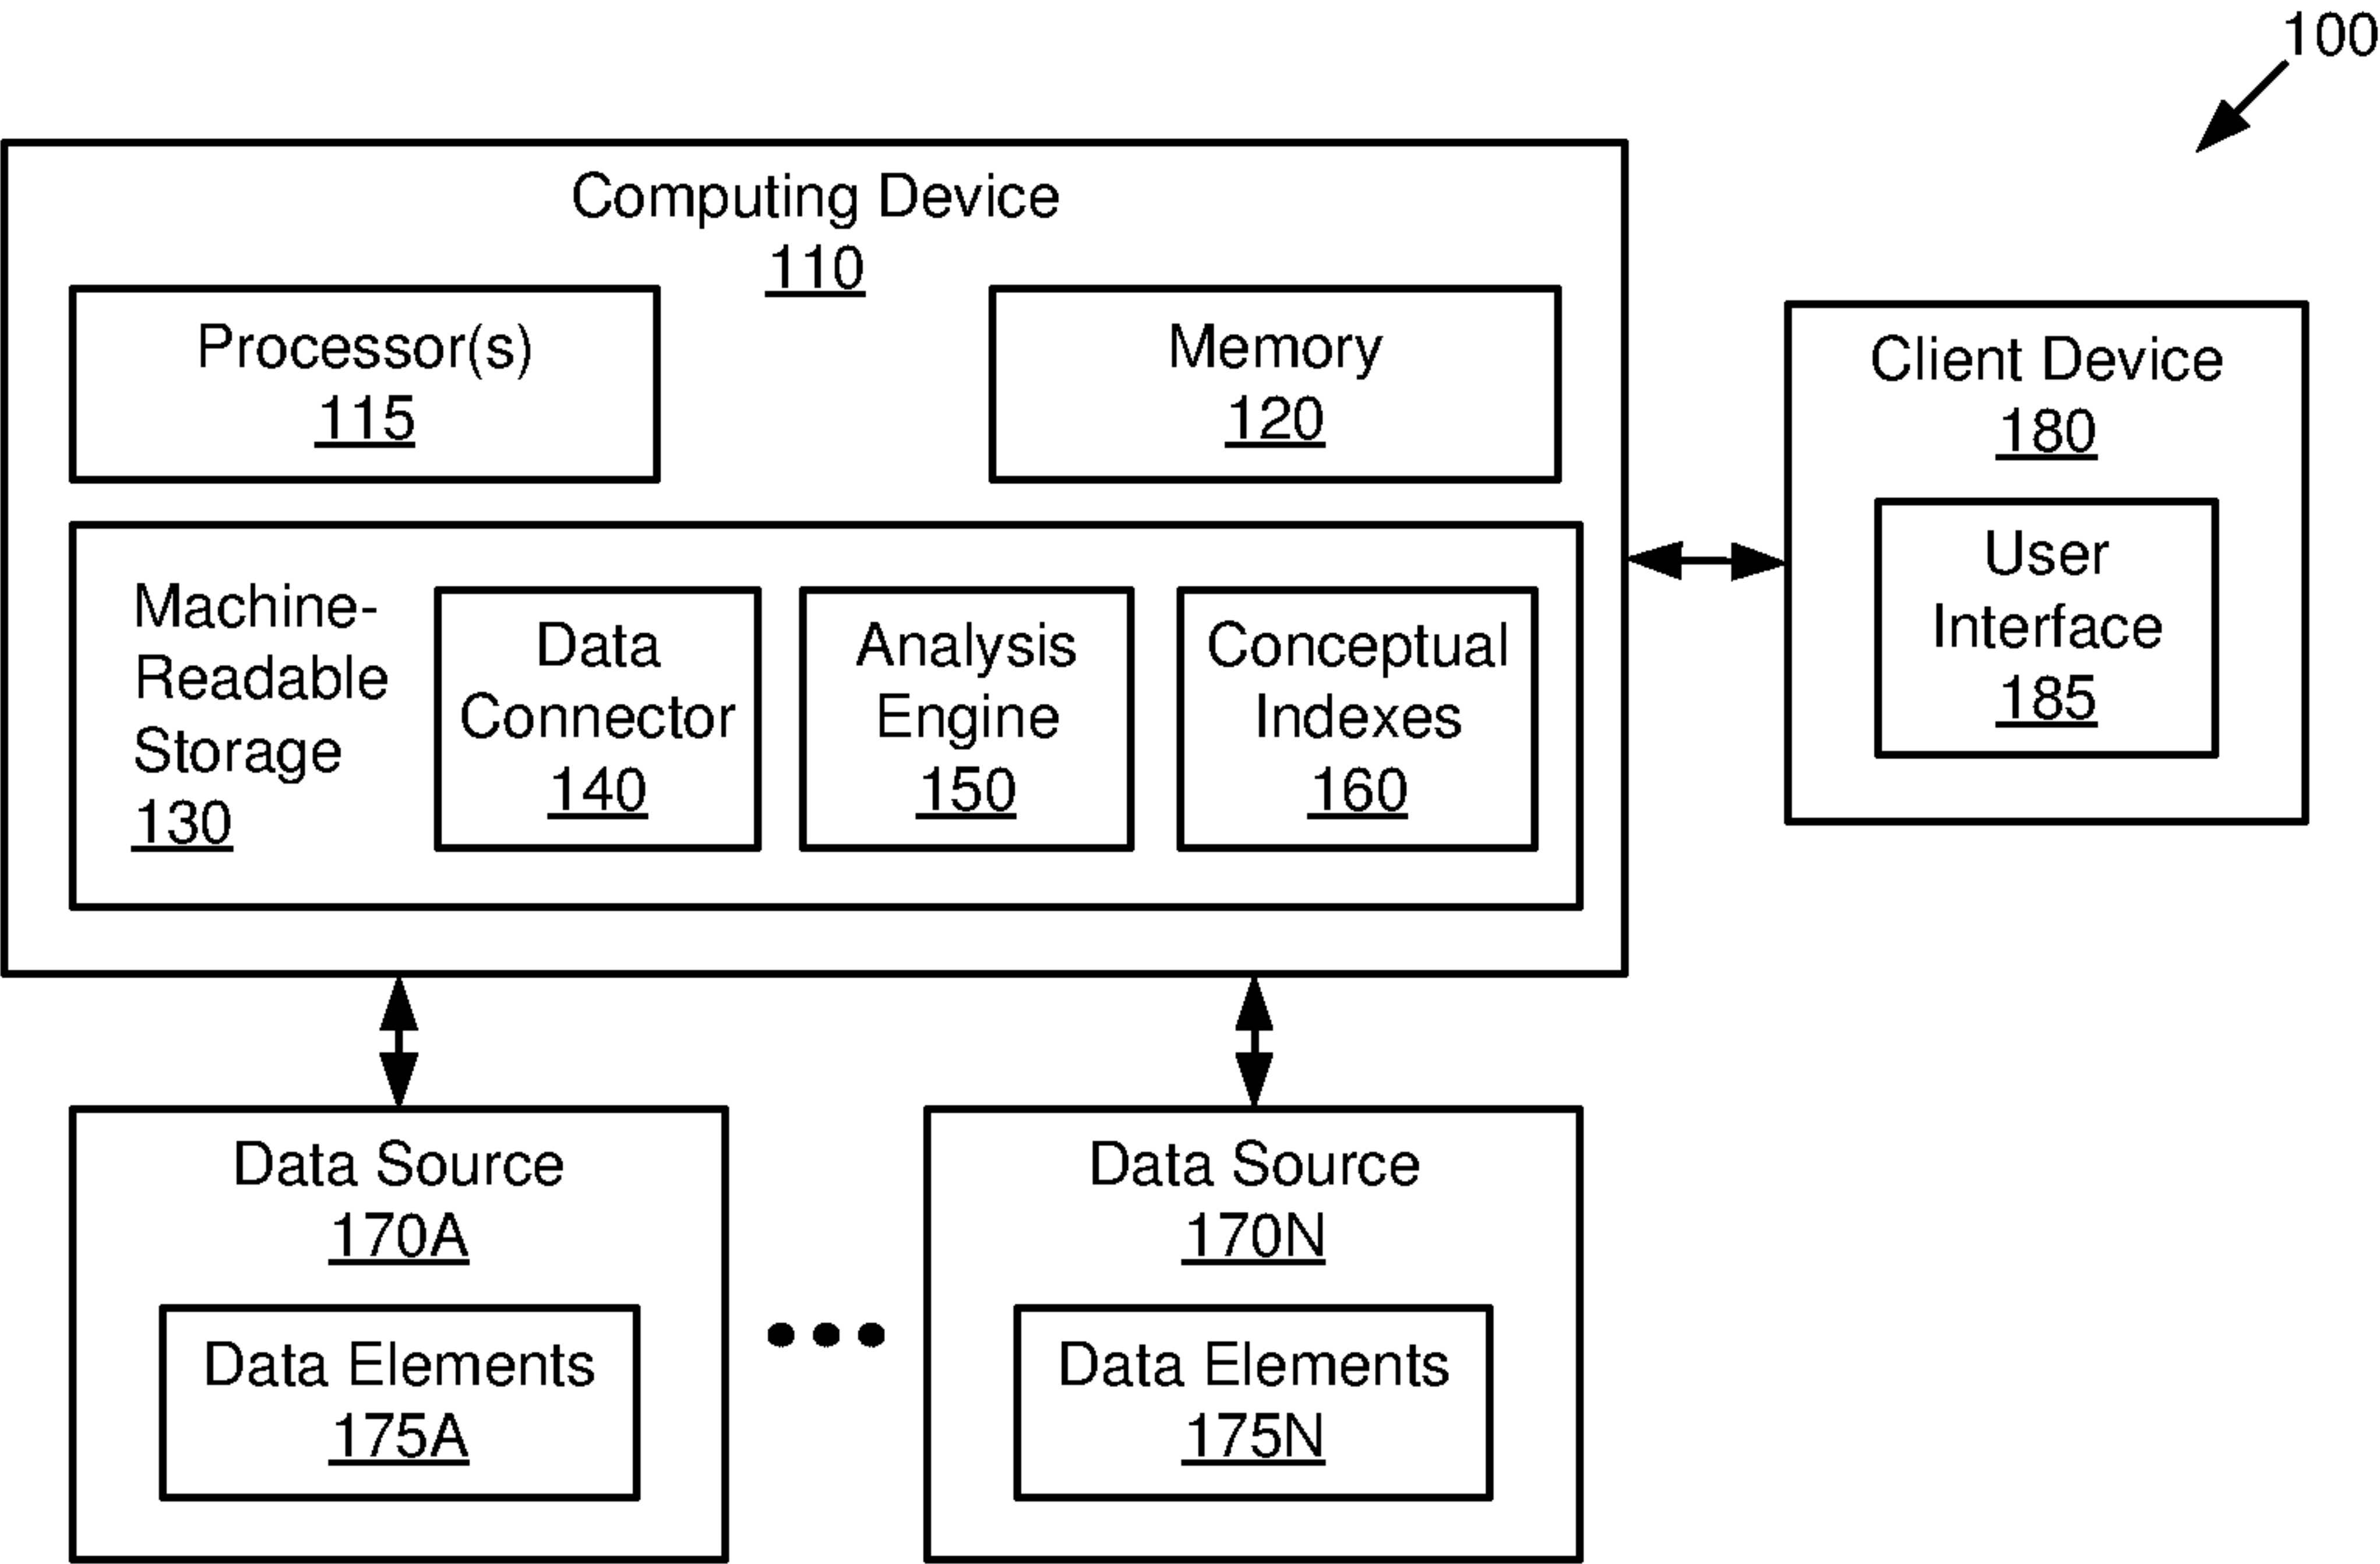 100
Computing Device
110
Processor(s)
115
Memory
120
Machine-
Readable
Storage
130
Data
Connector
140
Analysis
Engine
150
Conceptual
Indexes
160
Client Device
180
User
Interface
185
Data Source
170A
Data Elements
175A
Data Source
170N
Data Elements
175N